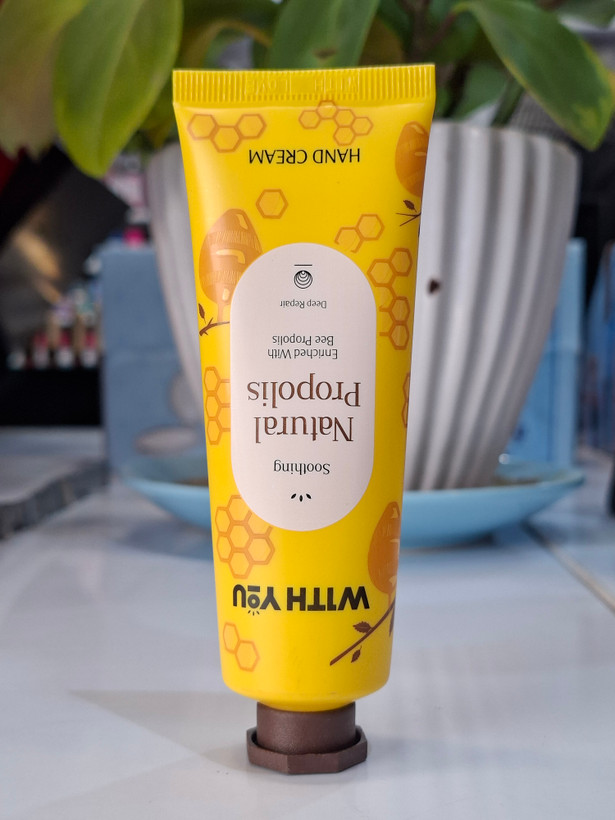 WITH YOU
Soothing
Natural
Propolis
Enriched With
Bee Propolis
Deep Repair
HAND CREAM